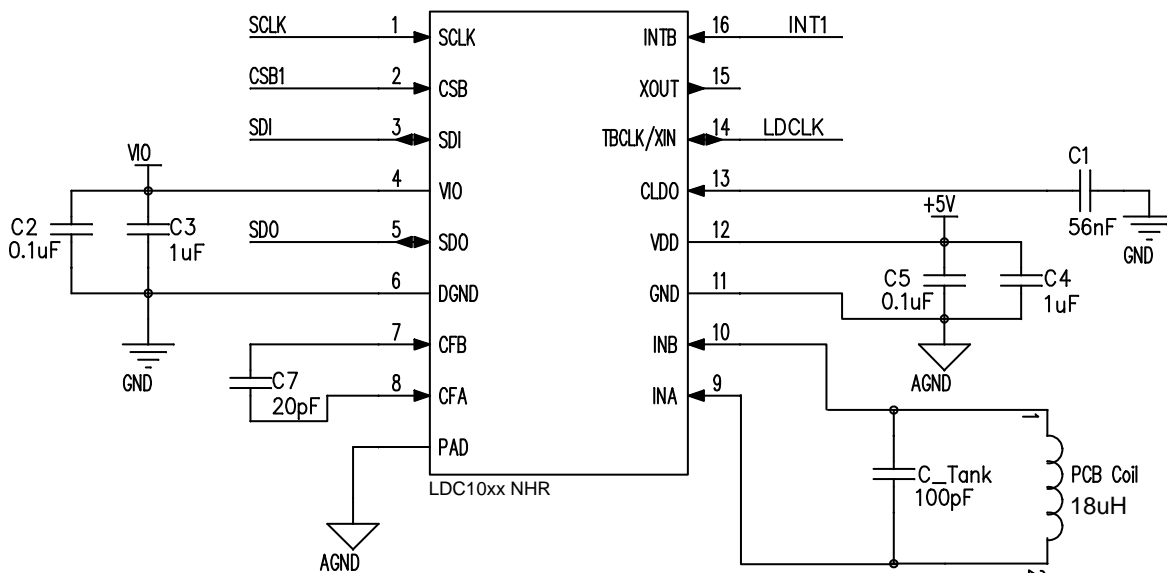 SCLK 1 SCLK
CSB1 2 CSB
SDI 3 SDI
VIO
4 VIO
C2
0.1uF
C3
1uF
SDO 5 SDO
6 DGND
GND
7 CFB
C7
20pF
8 CFA
PAD
AGND
LDC10xx NHR
INTB 16 INT1
XOUT 15
TBCLK/XIN 14 LDCLK
CLDO 13
C1
56nF
GND
+5V
VDD 12
C5
0.1uF
C4
1uF
GND 11
AGND
INB 10
INA 9
1
C_Tank
100pF
PCB Coil
18uH
2